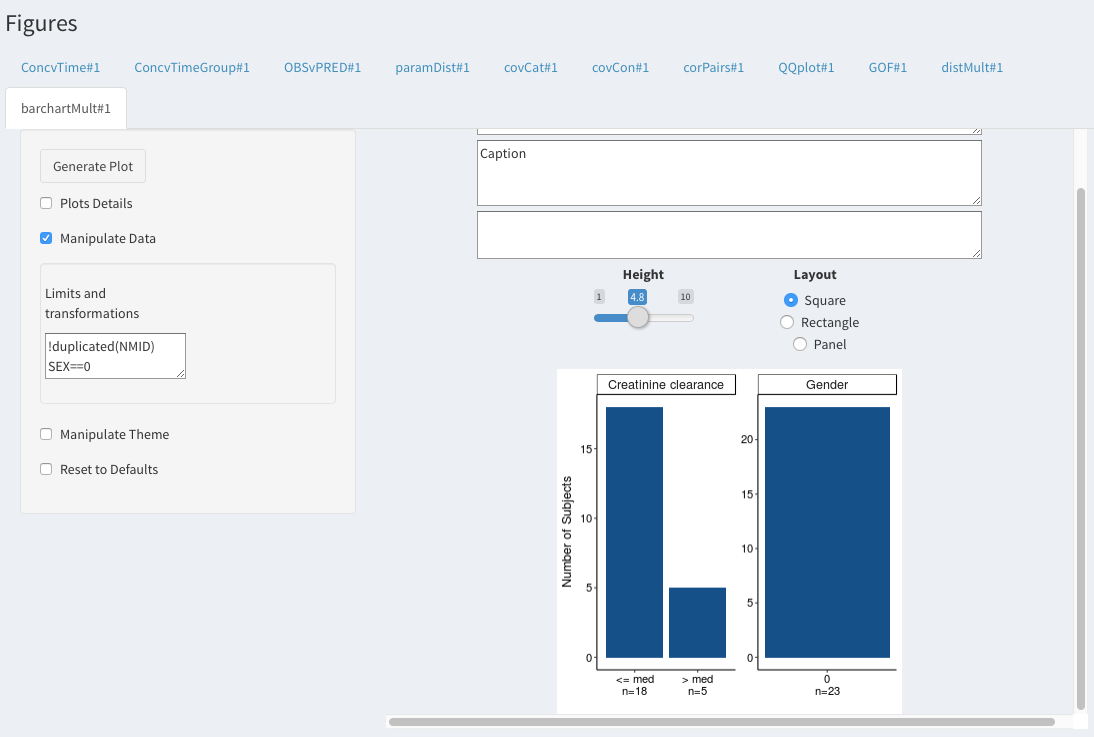 Figures
ConcvTime#1
ConcvTimeGroup#1
OBSvPRED#1
paramDist#1
covCat#1
covCon#1
corPairs#1
QQplot#1
GOF#1
distMult#1
barchartMult#1
Generate Plot
Plots Details
Manipulate Data
Limits and
transformations
!duplicated(NMID)
SEX==0
Manipulate Theme
Reset to Defaults
Caption
Height
1
4.8
10
Layout
Square
Rectangle
Panel
Creatinine clearance
Number of Subjects
15
10
5
0
<= med
n=18
> med
n=5
Gender
20
15
10
5
0
0
n=23